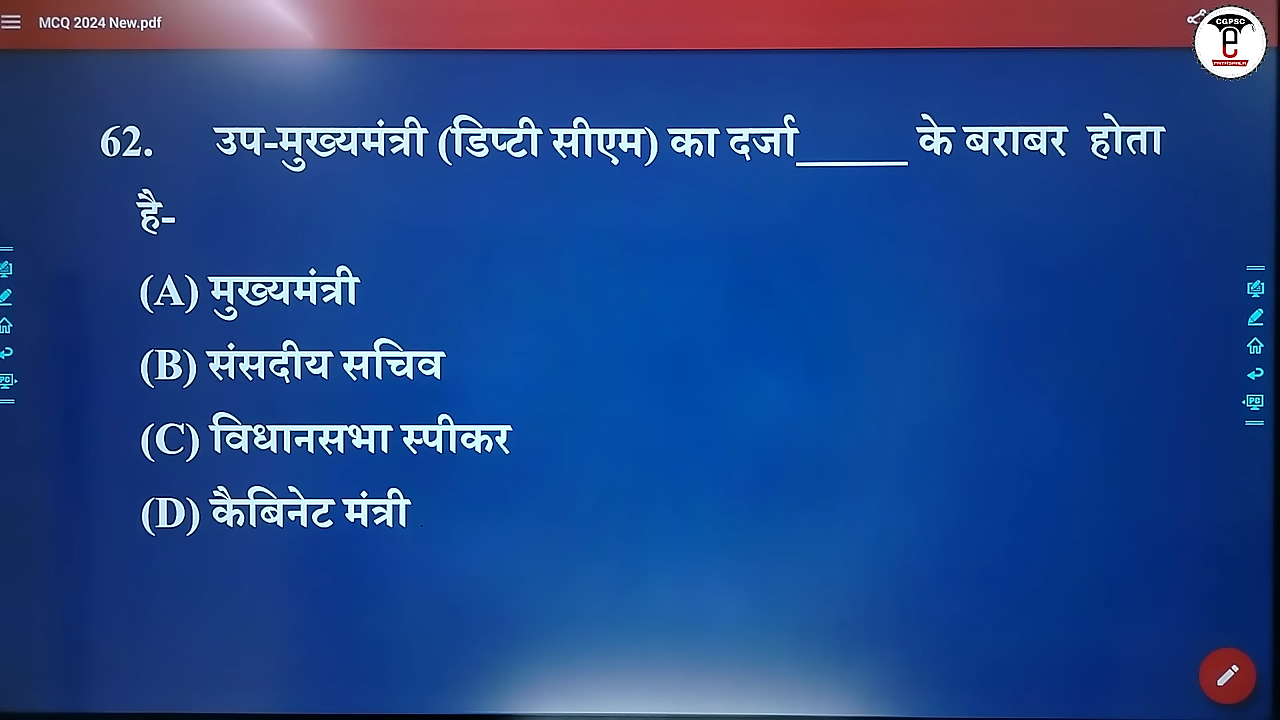 MCQ 2024 New.pdf
CGPSC
e
62. उप-मुख्यमंत्री (डिप्टी सीएम) का दर्जा_____ के बराबर होता
है-
(A) मुख्यमंत्री
(B) संसदीय सचिव
(C) विधानसभा स्पीकर
(D) कैबिनेट मंत्री